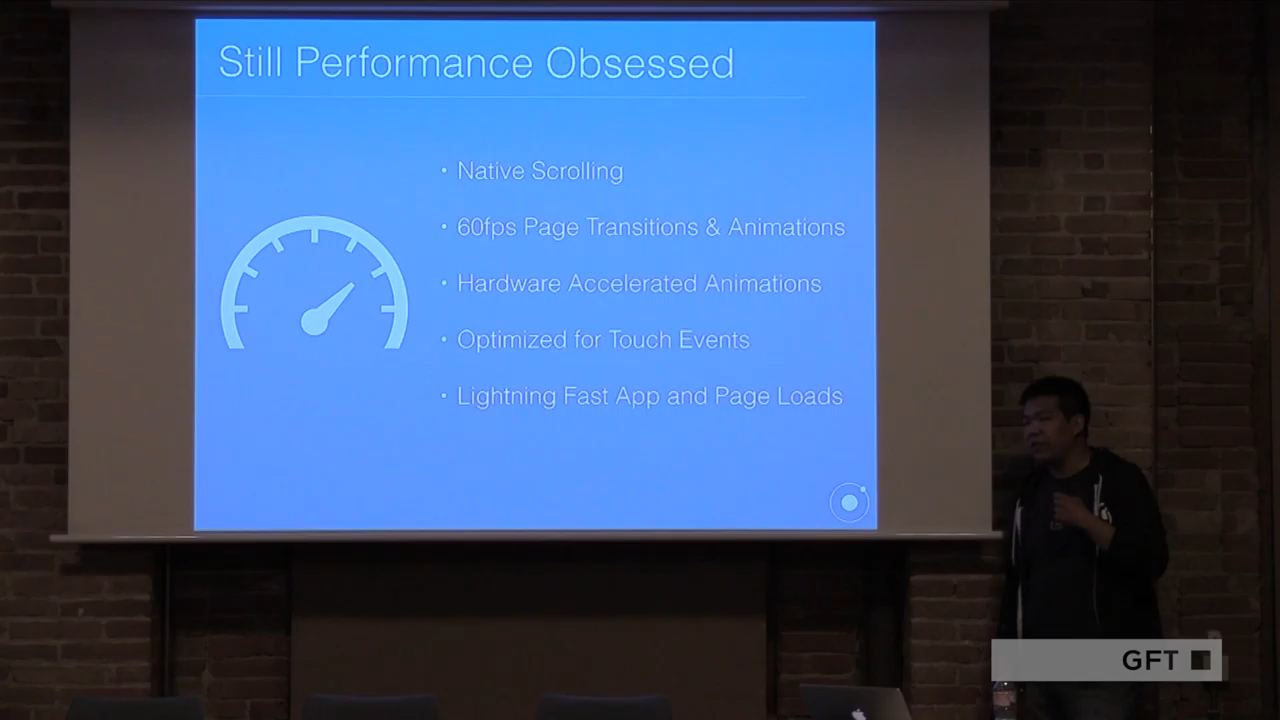 Still Performance Obsessed
• Native Scrolling
• 60fps Page Transitions & Animations
• Hardware Accelerated Animations
• Optimized for Touch Events
• Lightning Fast App and Page Loads
GFT